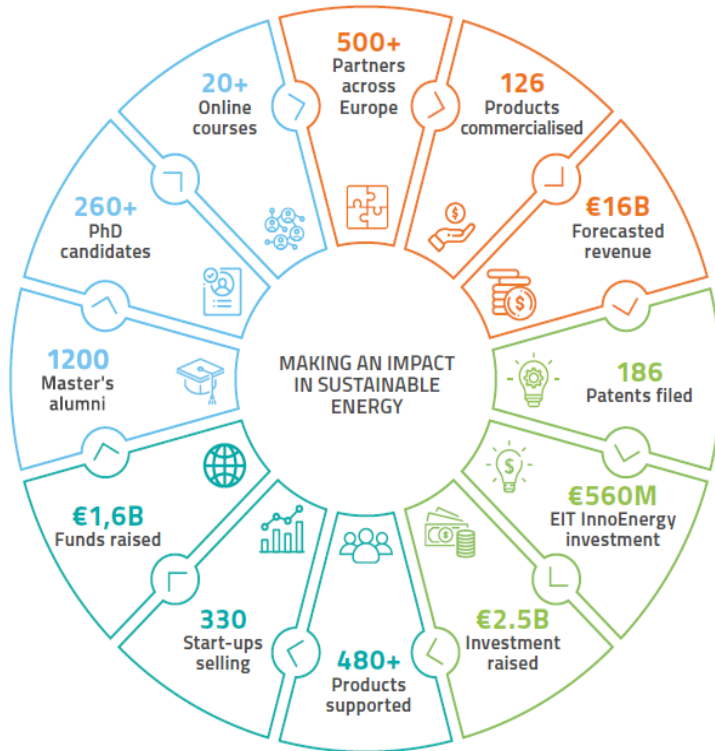 500+
Partners
across
Europe
126
Products
commercialised
€16B
Forecasted
revenue
186
Patents filed
€560M
EIT InnoEnergy
investment
€2.5B
Investment
raised
480+
Products
supported
330
Start-ups
selling
€1,6B
Funds raised
1200
Master's
alumni
260+
PhD
candidates
20+
Online
courses
MAKING AN IMPACT
IN SUSTAINABLE
ENERGY